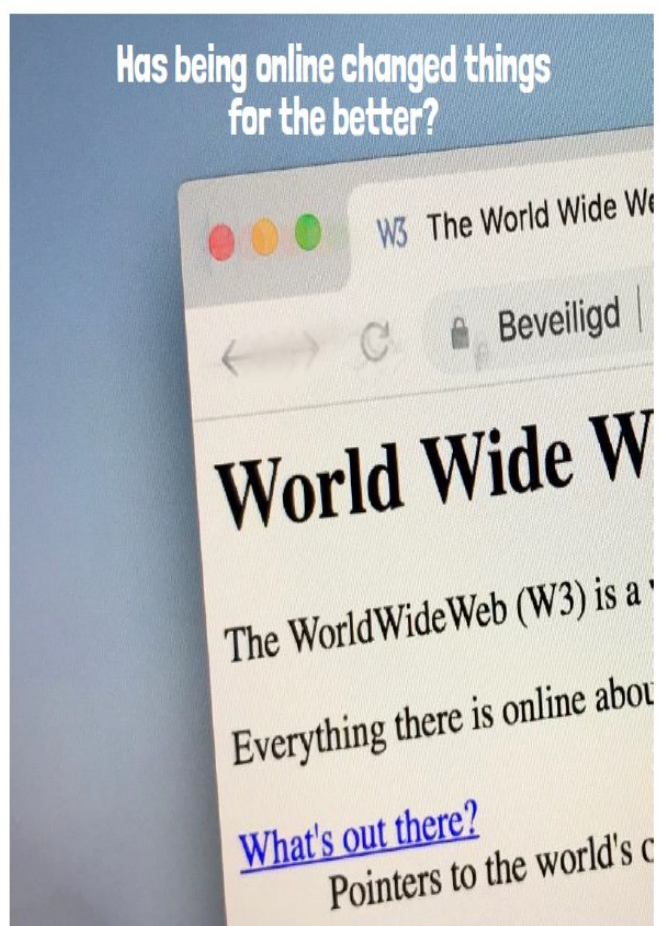 Has being online changed things
for the better?
W3 The World Wide We
Beveiligd
World Wide W
The WorldWideWeb (W3) is a
Everything there is online abou
What's out there?
Pointers to the world's c